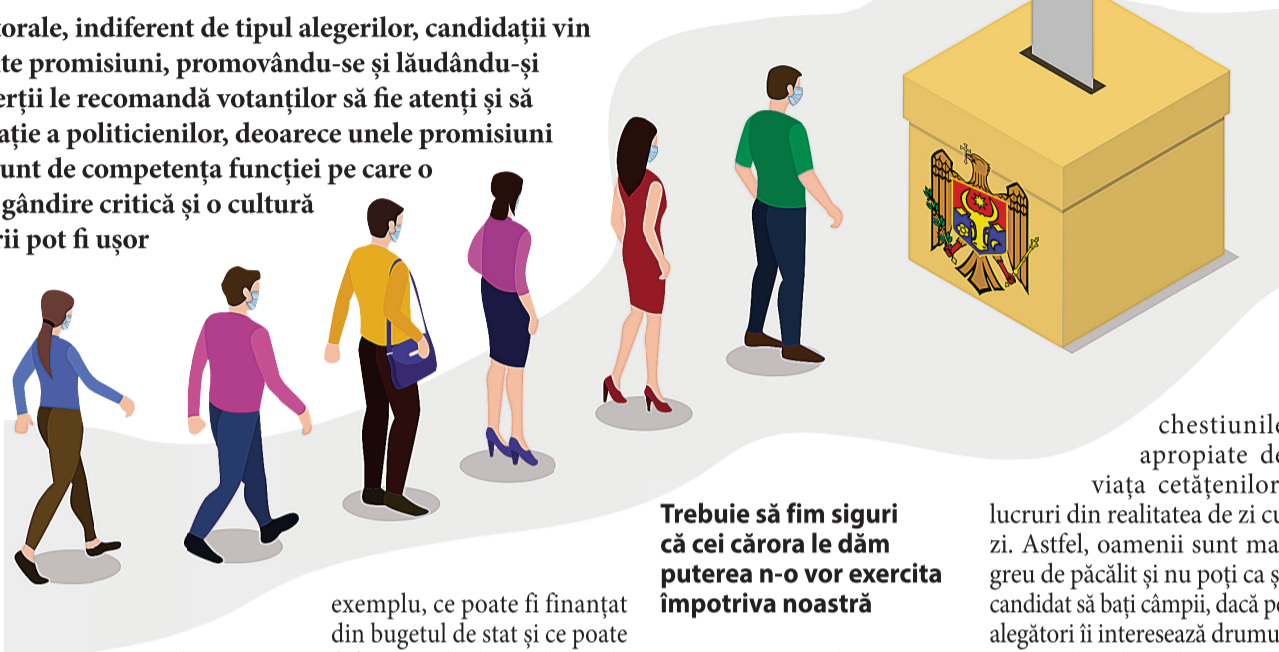 torale, indiferent de tipul alegerilor, candidații vin
te promisiuni, promovându-se și lăudându-și
erții le recomandă votanților să fie atenți și să
ație a politicienilor, deoarece unele promisiuni
unt de competența funcției pe care o
gândire critică și o cultură
rii pot fi ușor
exemplu, ce poate fi finanțat
din bugetul de stat și ce poate
Trebuie să fim siguri
că cei cărora le dăm
puterea n-o vor exercita
împotriva noastră
chestiunile
apropiate de
viața cetățenilor
lucruri din realitatea de zi cu
zi. Astfel, oamenii sunt ma
greu de păcălit și nu poți ca ș
candidat să bați câmpii, dacă pe
alegători îi interesează drumu